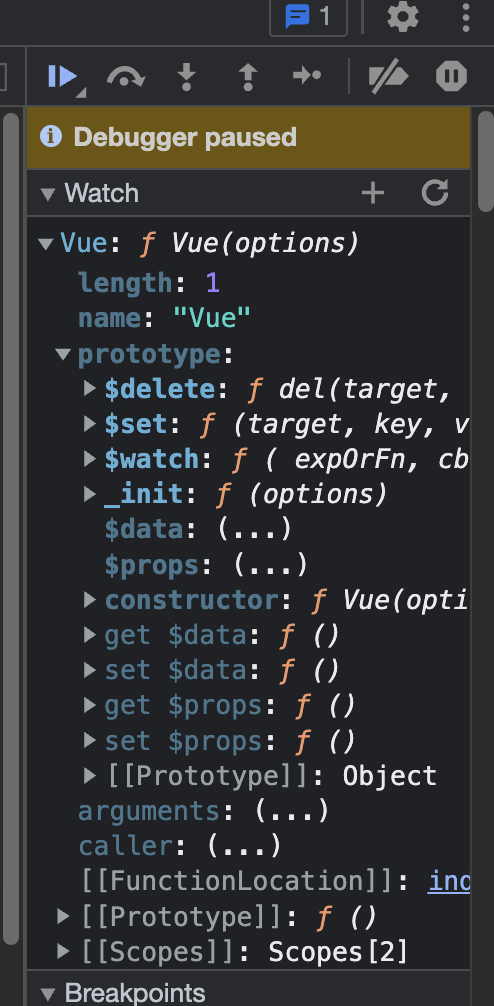 1
Debugger paused
Watch
Vue: ƒ Vue(options)
length: 1
name: "Vue"
prototype:
$delete: ƒ del(target,
$set: ƒ (target, key, v
$watch: ƒ ( expOrFn, cb
_init: ƒ (options)
$data: (...)
$props: (...)
constructor: ƒ Vue(opti
get $data: ƒ ()
set $data: ƒ ()
get $props: ƒ ()
set $props: ƒ ()
[[Prototype]]: Object
arguments: (...)
caller: (...)
[[FunctionLocation]]: ind
[[Prototype]]: ƒ ()
[[Scopes]]: Scopes[2]
Breakpoints